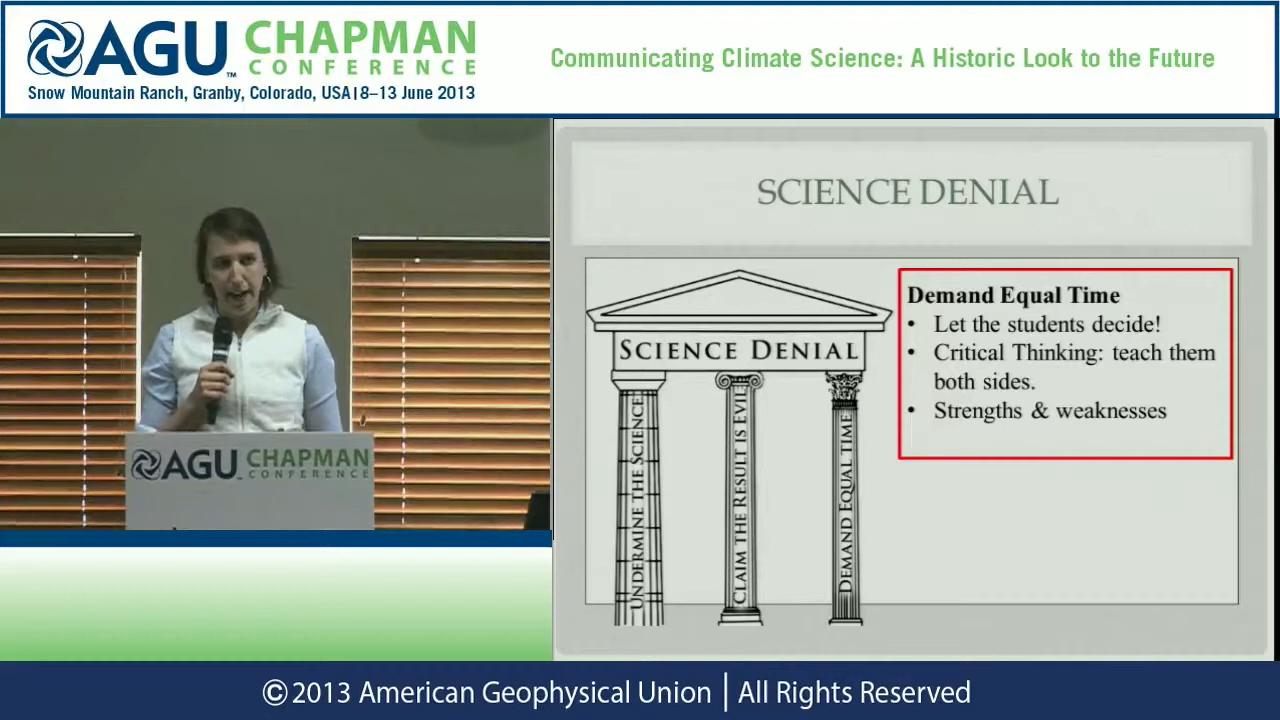 AGU CHAPMAN
™ CONFERENCE
Snow Mountain Ranch, Granby, Colorado, USA|8–13 June 2013
Communicating Climate Science: A Historic Look to the Future
AGU CHAPMAN
CONFERENCE
SCIENCE DENIAL
SCIENCE DENIAL
UNDERMINE THE SCIENCE
CLAIM THE RESULT IS EVIL
DEMAND EQUAL TIME
Demand Equal Time
• Let the students decide!
• Critical Thinking: teach them
both sides.
• Strengths & weaknesses
©2013 American Geophysical Union | All Rights Reserved